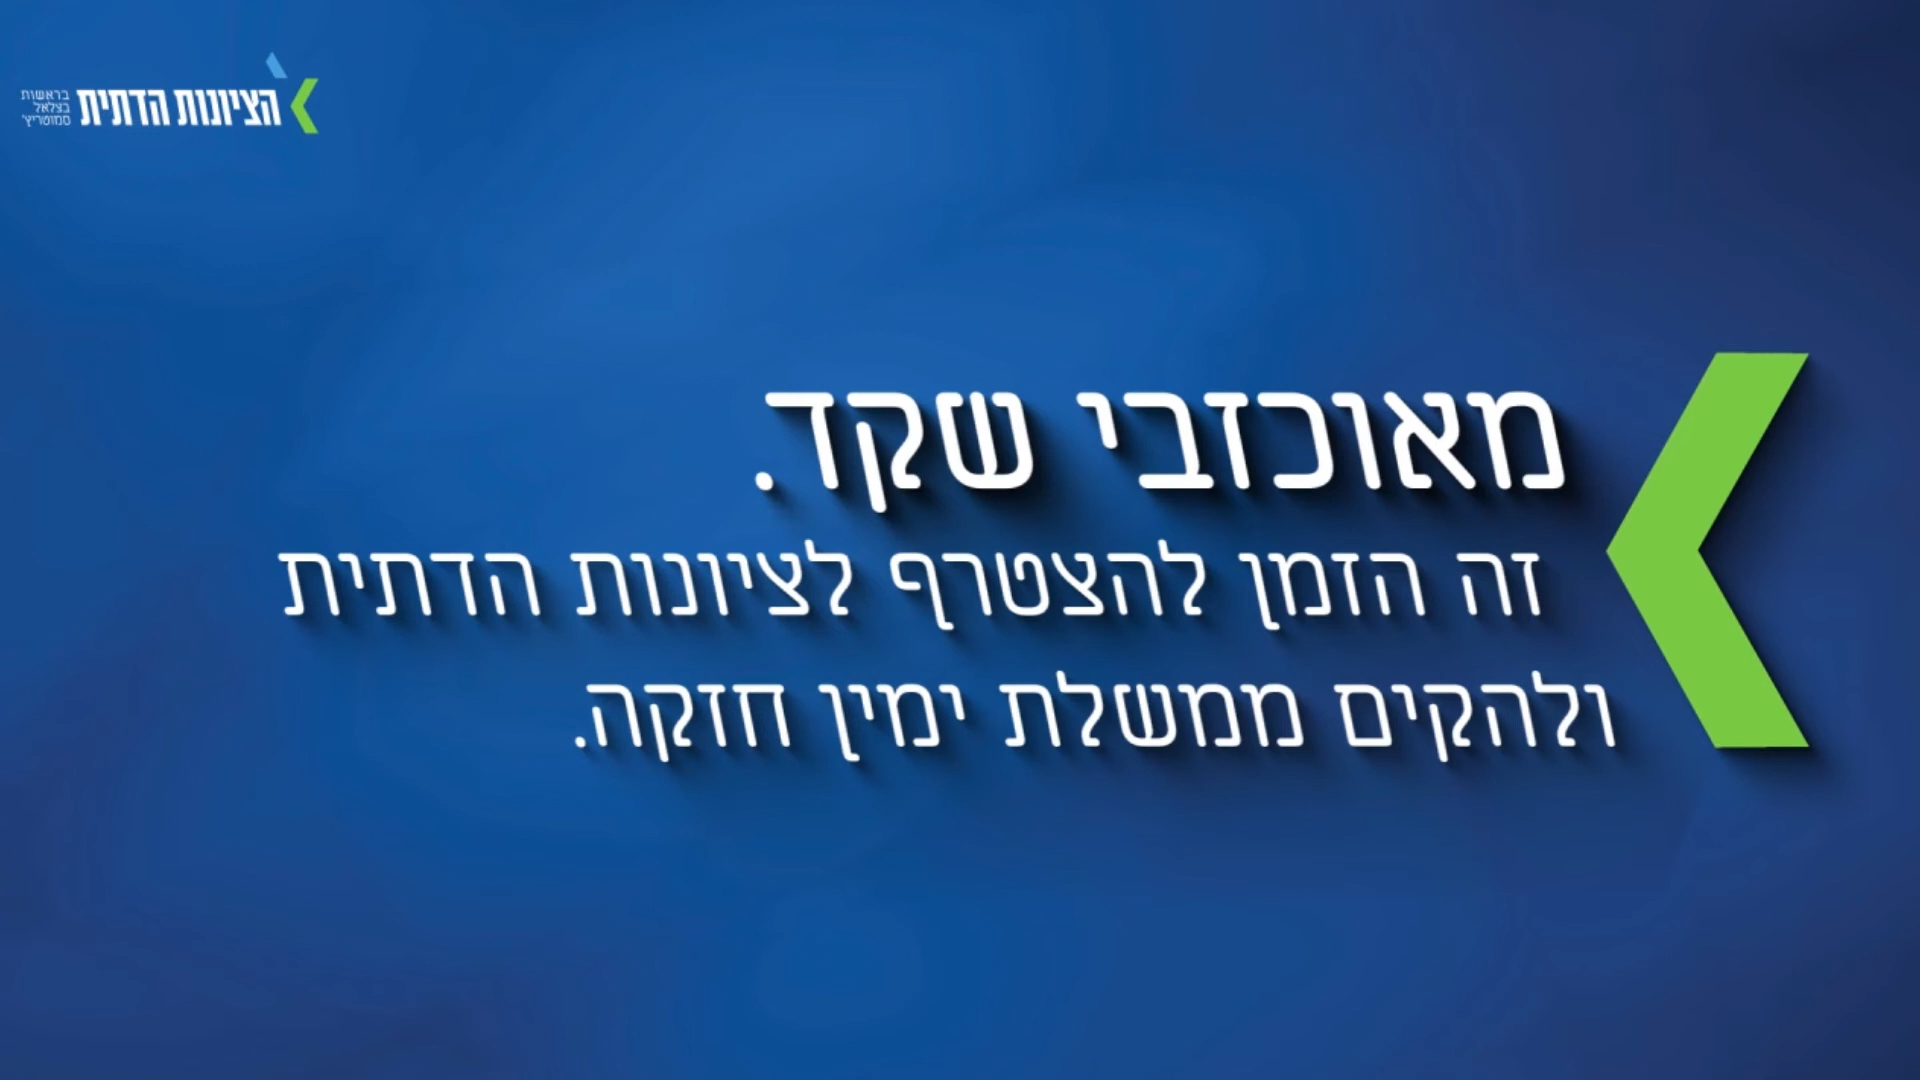 הציונות הדתית
בראשות
בצלאל
סמוטריץ'
מאוכזבי שקד.
זה הזמן להצטרף לציונות הדתית
ולהקים ממשלת ימין חזקה.